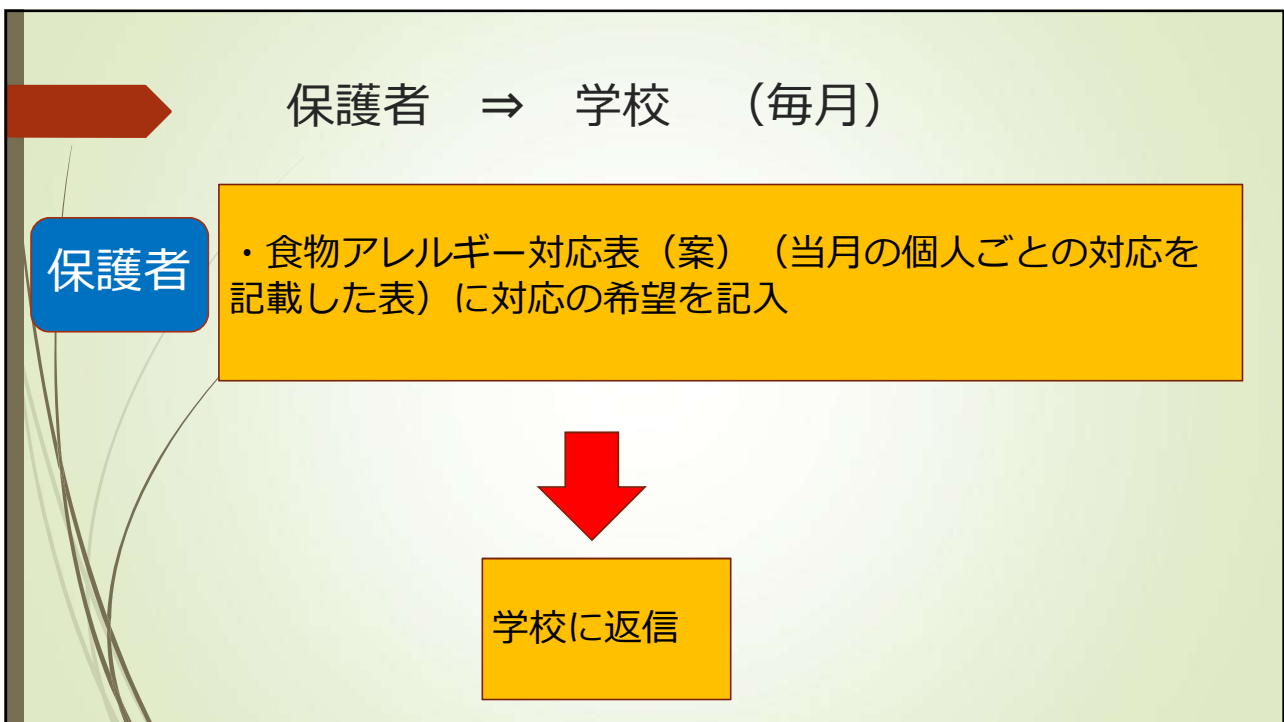 保護者　⇒　学校　（毎月）
保護者
・食物アレルギー対応表（案）（当月の個人ごとの対応を
記載した表）に対応の希望を記入
学校に返信